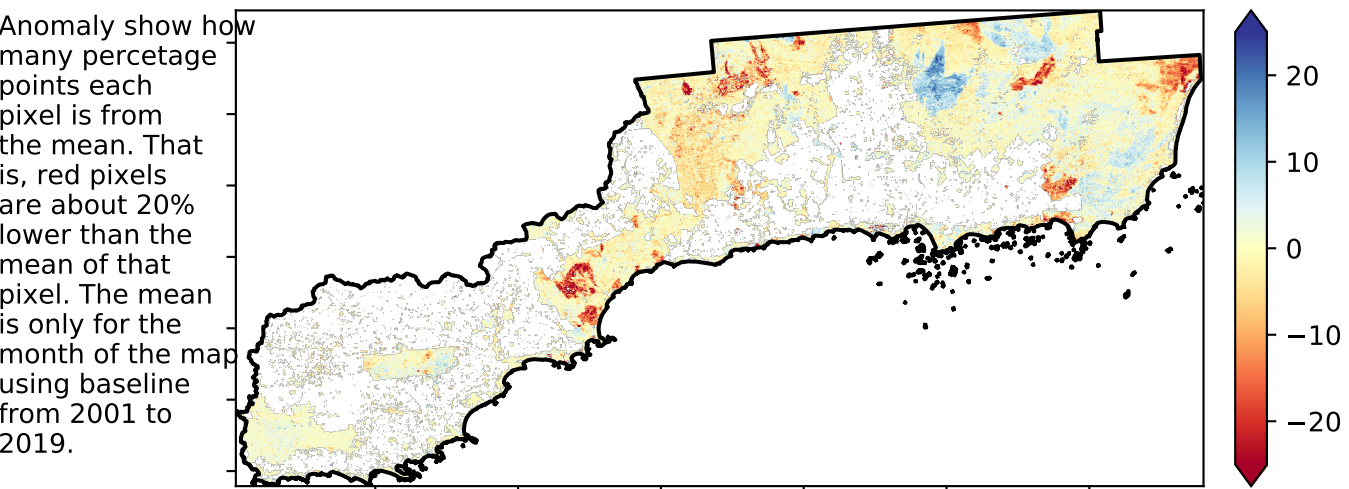 Anomaly show how
many percetage
points each
pixel is from
the mean. That
is, red pixels
are about 20%
lower than the
mean of that
pixel. The mean
is only for the
month of the map
using baseline
from 2001 to
2019.
20
10
0
−10
−20